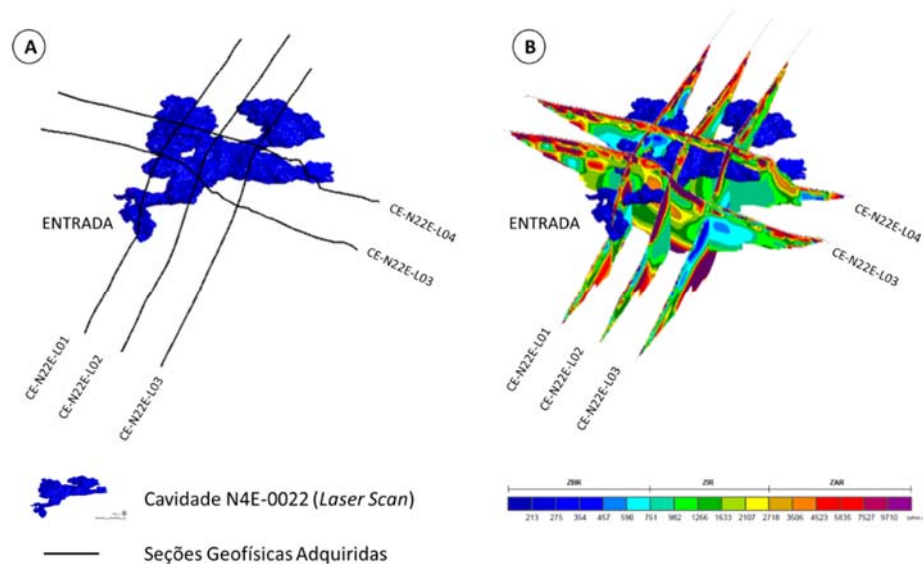 A
ENTRADA
CE-N22E-L04
CE-N22E-L03
CE-N22E-L01
CE-N22E-L02
CE-N22E-L03
B
ENTRADA
CE-N22E-L04
CE-N22E-L03
CE-N22E-L01
CE-N22E-L02
CE-N22E-L03
Cavidade N4E-0022 (Laser Scan)
Seções Geofísicas Adquiridas
ZBR ZIR ZAR
213 275 354 457 590 761 982 1266 1633 2107 2718 3506 4523 5835 7527 9710